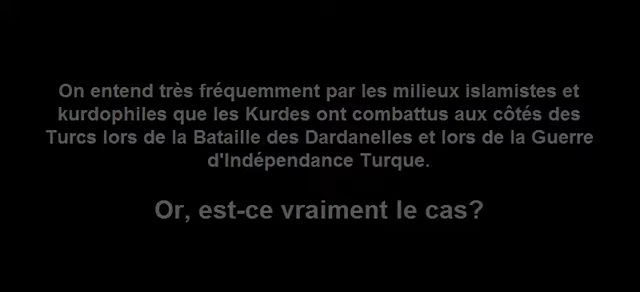 On entend très fréquemment par les milieux islamistes et
kurdophiles que les Kurdes ont combattus aux côtés des
Turcs lors de la Bataille des Dardanelles et lors de la Guerre
d'Indépendance Turque.
Or, est-ce vraiment le cas?